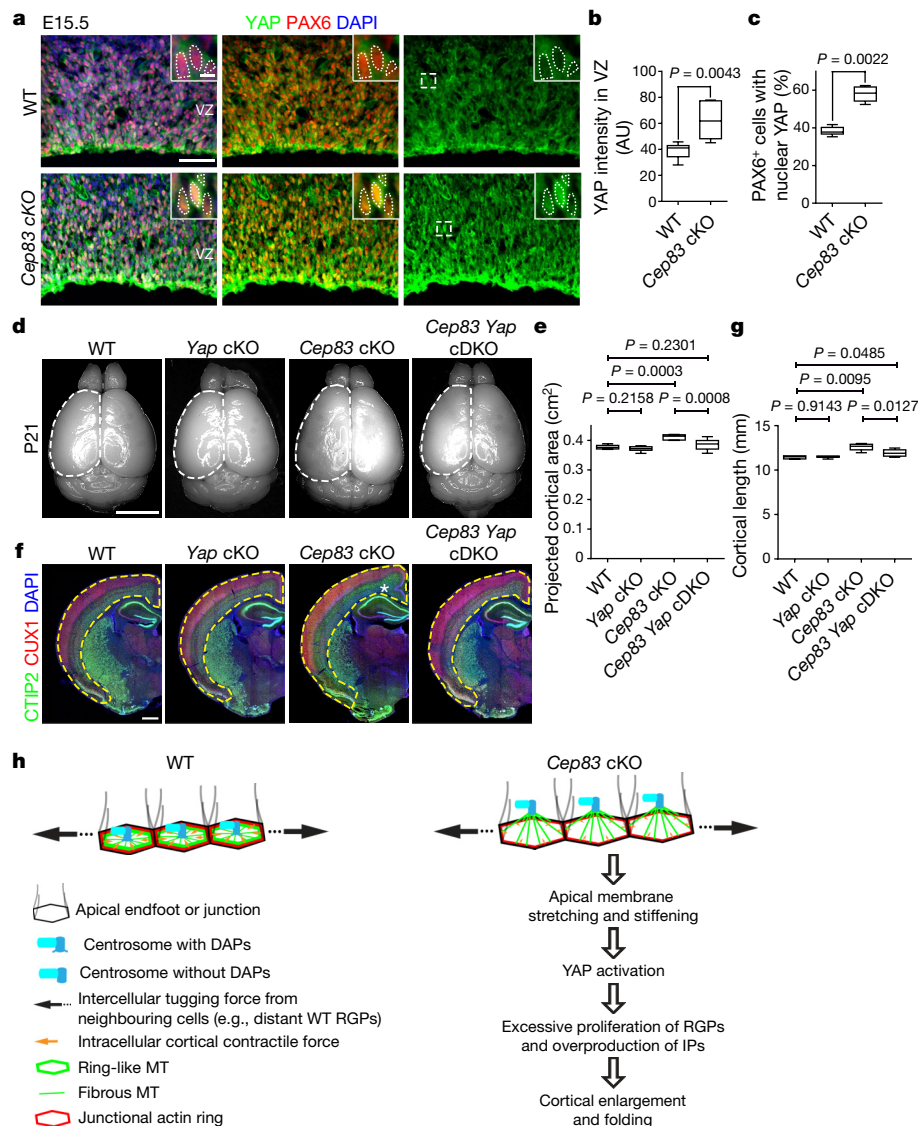 a
E15.5
YAP PAX6 DAPI
WT
VZ
Cep83 cKO
VZ
b
YAP intensity in VZ
(AU)
P = 0.0043
100
80
60
40
20
0
WT
Cep83 cKO
c
PAX6+ cells with
nuclear YAP (%)
P = 0.0022
60
40
20
0
WT
Cep83 cKO
d
WT
Yap cKO
Cep83 cKO
Cep83 Yap
cDKO
P21
e
Projected cortical area (cm2)
P = 0.2301
P = 0.0003
P = 0.2158
P = 0.0008
0.4
0.3
0.2
0.1
0
WT
Yap cKO
Cep83 cKO
Cep83 Yap cDKO
g
Cortical length (mm)
P = 0.0485
P = 0.0095
P = 0.9143
P = 0.0127
15
10
5
0
WT
Yap cKO
Cep83 cKO
Cep83 Yap cDKO
f
WT
Yap cKO
Cep83 cKO
Cep83 Yap
cDKO
CTIP2 CUX1 DAPI
*
h
WT
Apical endfoot or junction
Centrosome with DAPs
Centrosome without DAPs
Intercellular tugging force from
neighbouring cells (e.g., distant WT RGPs)
Intracellular cortical contractile force
Ring-like MT
Fibrous MT
Junctional actin ring
Cep83 cKO
Apical membrane
stretching and stiffening
YAP activation
Excessive proliferation of RGPs
and overproduction of IPs
Cortical enlargement
and folding